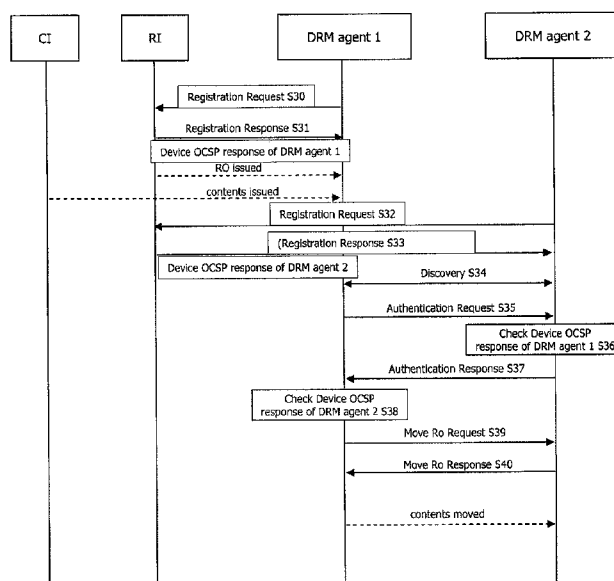 CI
RI
DRM agent 1
DRM agent 2
Registration Request S30
Registration Response S31
Device OCSP response of DRM agent 1
RO issued
contents issued
Registration Request S32
(Registration Response S33
Device OCSP response of DRM agent 2
Discovery S34
Authentication Request S35
Check Device OCSP
response of DRM agent 1 S36
Authentication Response S37
Check Device OCSP
response of DRM agent 2 S38
Move Ro Request S39
Move Ro Response S40
contents moved